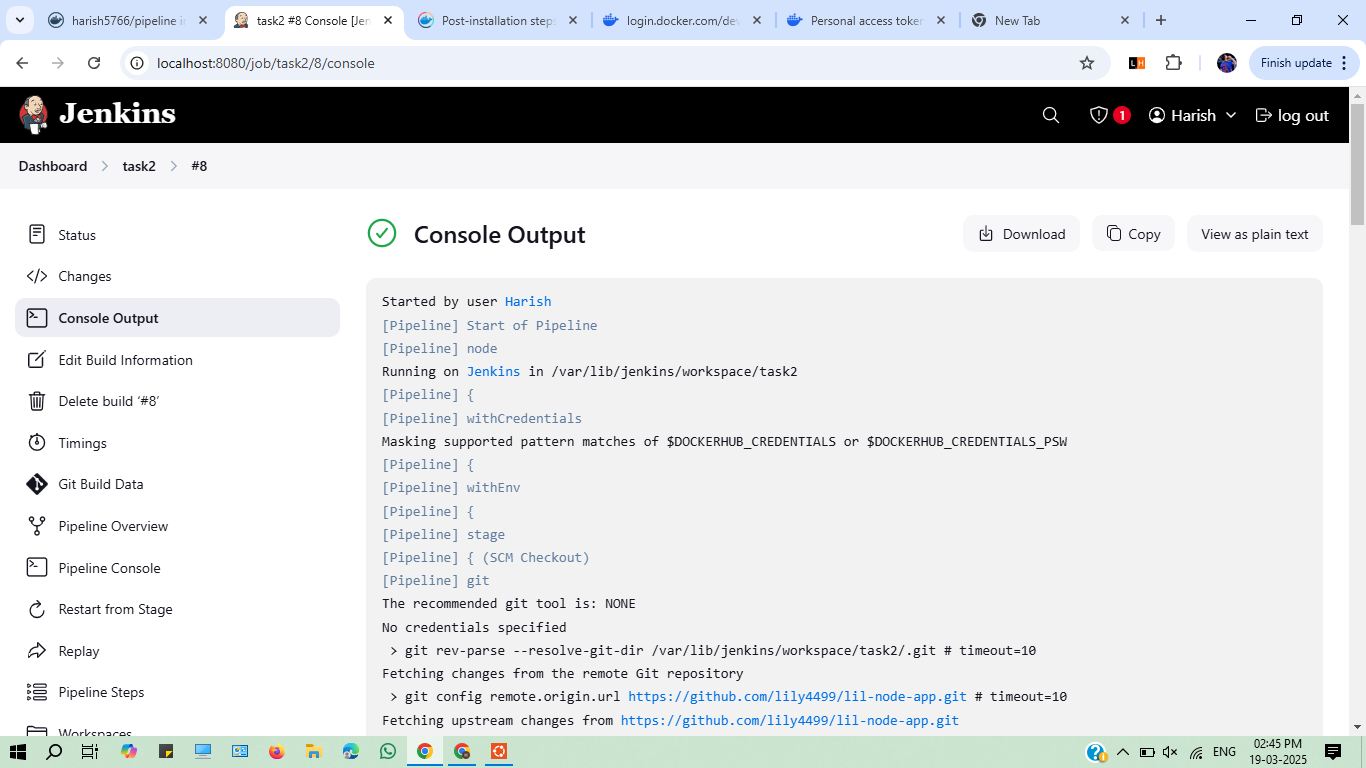 harish5766/pipeline i
task2 #8 Console [Jen
Post-installation steps
login.docker.com/dev
Personal access token
New Tab
localhost:8080/job/task2/8/console
LH
Finish update
Jenkins
1
Harish
log out
Dashboard
task2
#8
Status
Changes
Console Output
Edit Build Information
Delete build ‘#8’
Timings
Git Build Data
Pipeline Overview
Pipeline Console
Restart from Stage
Replay
Pipeline Steps
Workspaces
Console Output
Download
Copy
View as plain text
Started by user Harish
[Pipeline] Start of Pipeline
[Pipeline] node
Running on Jenkins in /var/lib/jenkins/workspace/task2
[Pipeline] {
[Pipeline] withCredentials
Masking supported pattern matches of $DOCKERHUB_CREDENTIALS or $DOCKERHUB_CREDENTIALS_PSW
[Pipeline] {
[Pipeline] withEnv
[Pipeline] {
[Pipeline] stage
[Pipeline] { (SCM Checkout)
[Pipeline] git
The recommended git tool is: NONE
No credentials specified
 > git rev-parse --resolve-git-dir /var/lib/jenkins/workspace/task2/.git # timeout=10
Fetching changes from the remote Git repository
 > git config remote.origin.url https://github.com/lily4499/lil-node-app.git # timeout=10
Fetching upstream changes from https://github.com/lily4499/lil-node-app.git
ENG
02:45 PM
19-03-2025